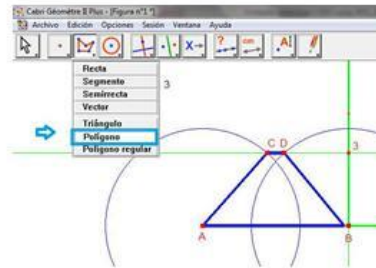 Cabri-Géomètre II Plus - [Figura nº1 *]
Archivo Edición Opciones Sesión Ventana Ayuda
Recta
Segmento
Semirrecta
Vector
Triángulo
Polígono
Polígono regular
3
C D
3
A
B